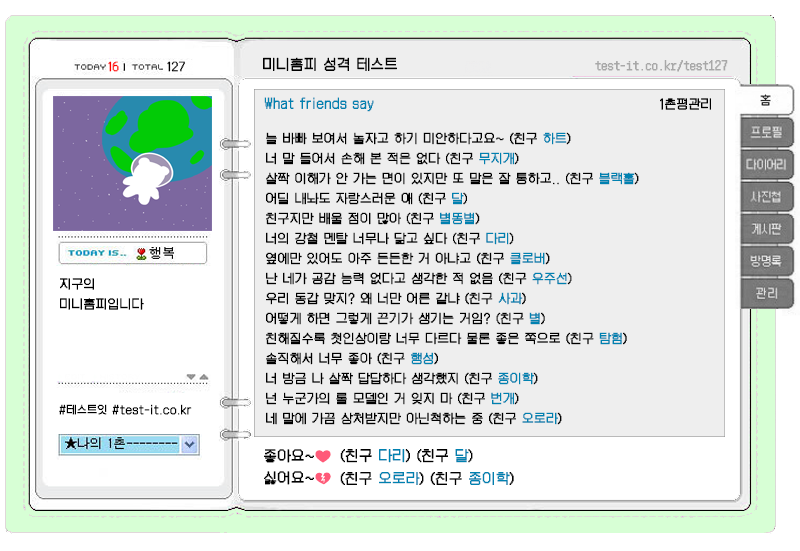 TODAY 16 | TOTAL 127
미니홈피 성격 테스트
test-it.co.kr/test127
What friends say
1촌평관리
늘 바빠 보여서 놀자고 하기 미안하다고요~ (친구 하트)
너 말 들어서 손해 본 적은 없다 (친구 무지개)
살짝 이해가 안 가는 면이 있지만 또 말은 잘 통하고.. (친구 블랙홀)
어딜 내놔도 자랑스러운 애 (친구 달)
친구지만 배울 점이 많아 (친구 별똥별)
너의 강철 멘탈 너무나 닮고 싶다 (친구 다리)
옆에만 있어도 아주 든든한 거 아냐고 (친구 클로버)
난 네가 공감 능력 없다고 생각한 적 없음 (친구 우주선)
우리 동갑 맞지? 왜 너만 어른 같냐 (친구 사과)
어떻게 하면 그렇게 끈기가 생기는 거임? (친구 별)
친해질수록 첫인상이랑 너무 다르다 물론 좋은 쪽으로 (친구 탐험)
솔직해서 너무 좋아 (친구 행성)
너 방금 나 살짝 답답하다 생각했지 (친구 종이학)
넌 누군가의 롤 모델인 거 잊지 마 (친구 번개)
네 말에 가끔 상처받지만 아닌척하는 중 (친구 오로라)
좋아요~ (친구 다리) (친구 달)
싫어요~ (친구 오로라) (친구 종이학)
TODAY IS.. 행복
지구의
미니홈피입니다
#테스트잇 #test-it.co.kr
★나의 1촌--------
홈
프로필
다이어리
사진첩
게시판
방명록
관리